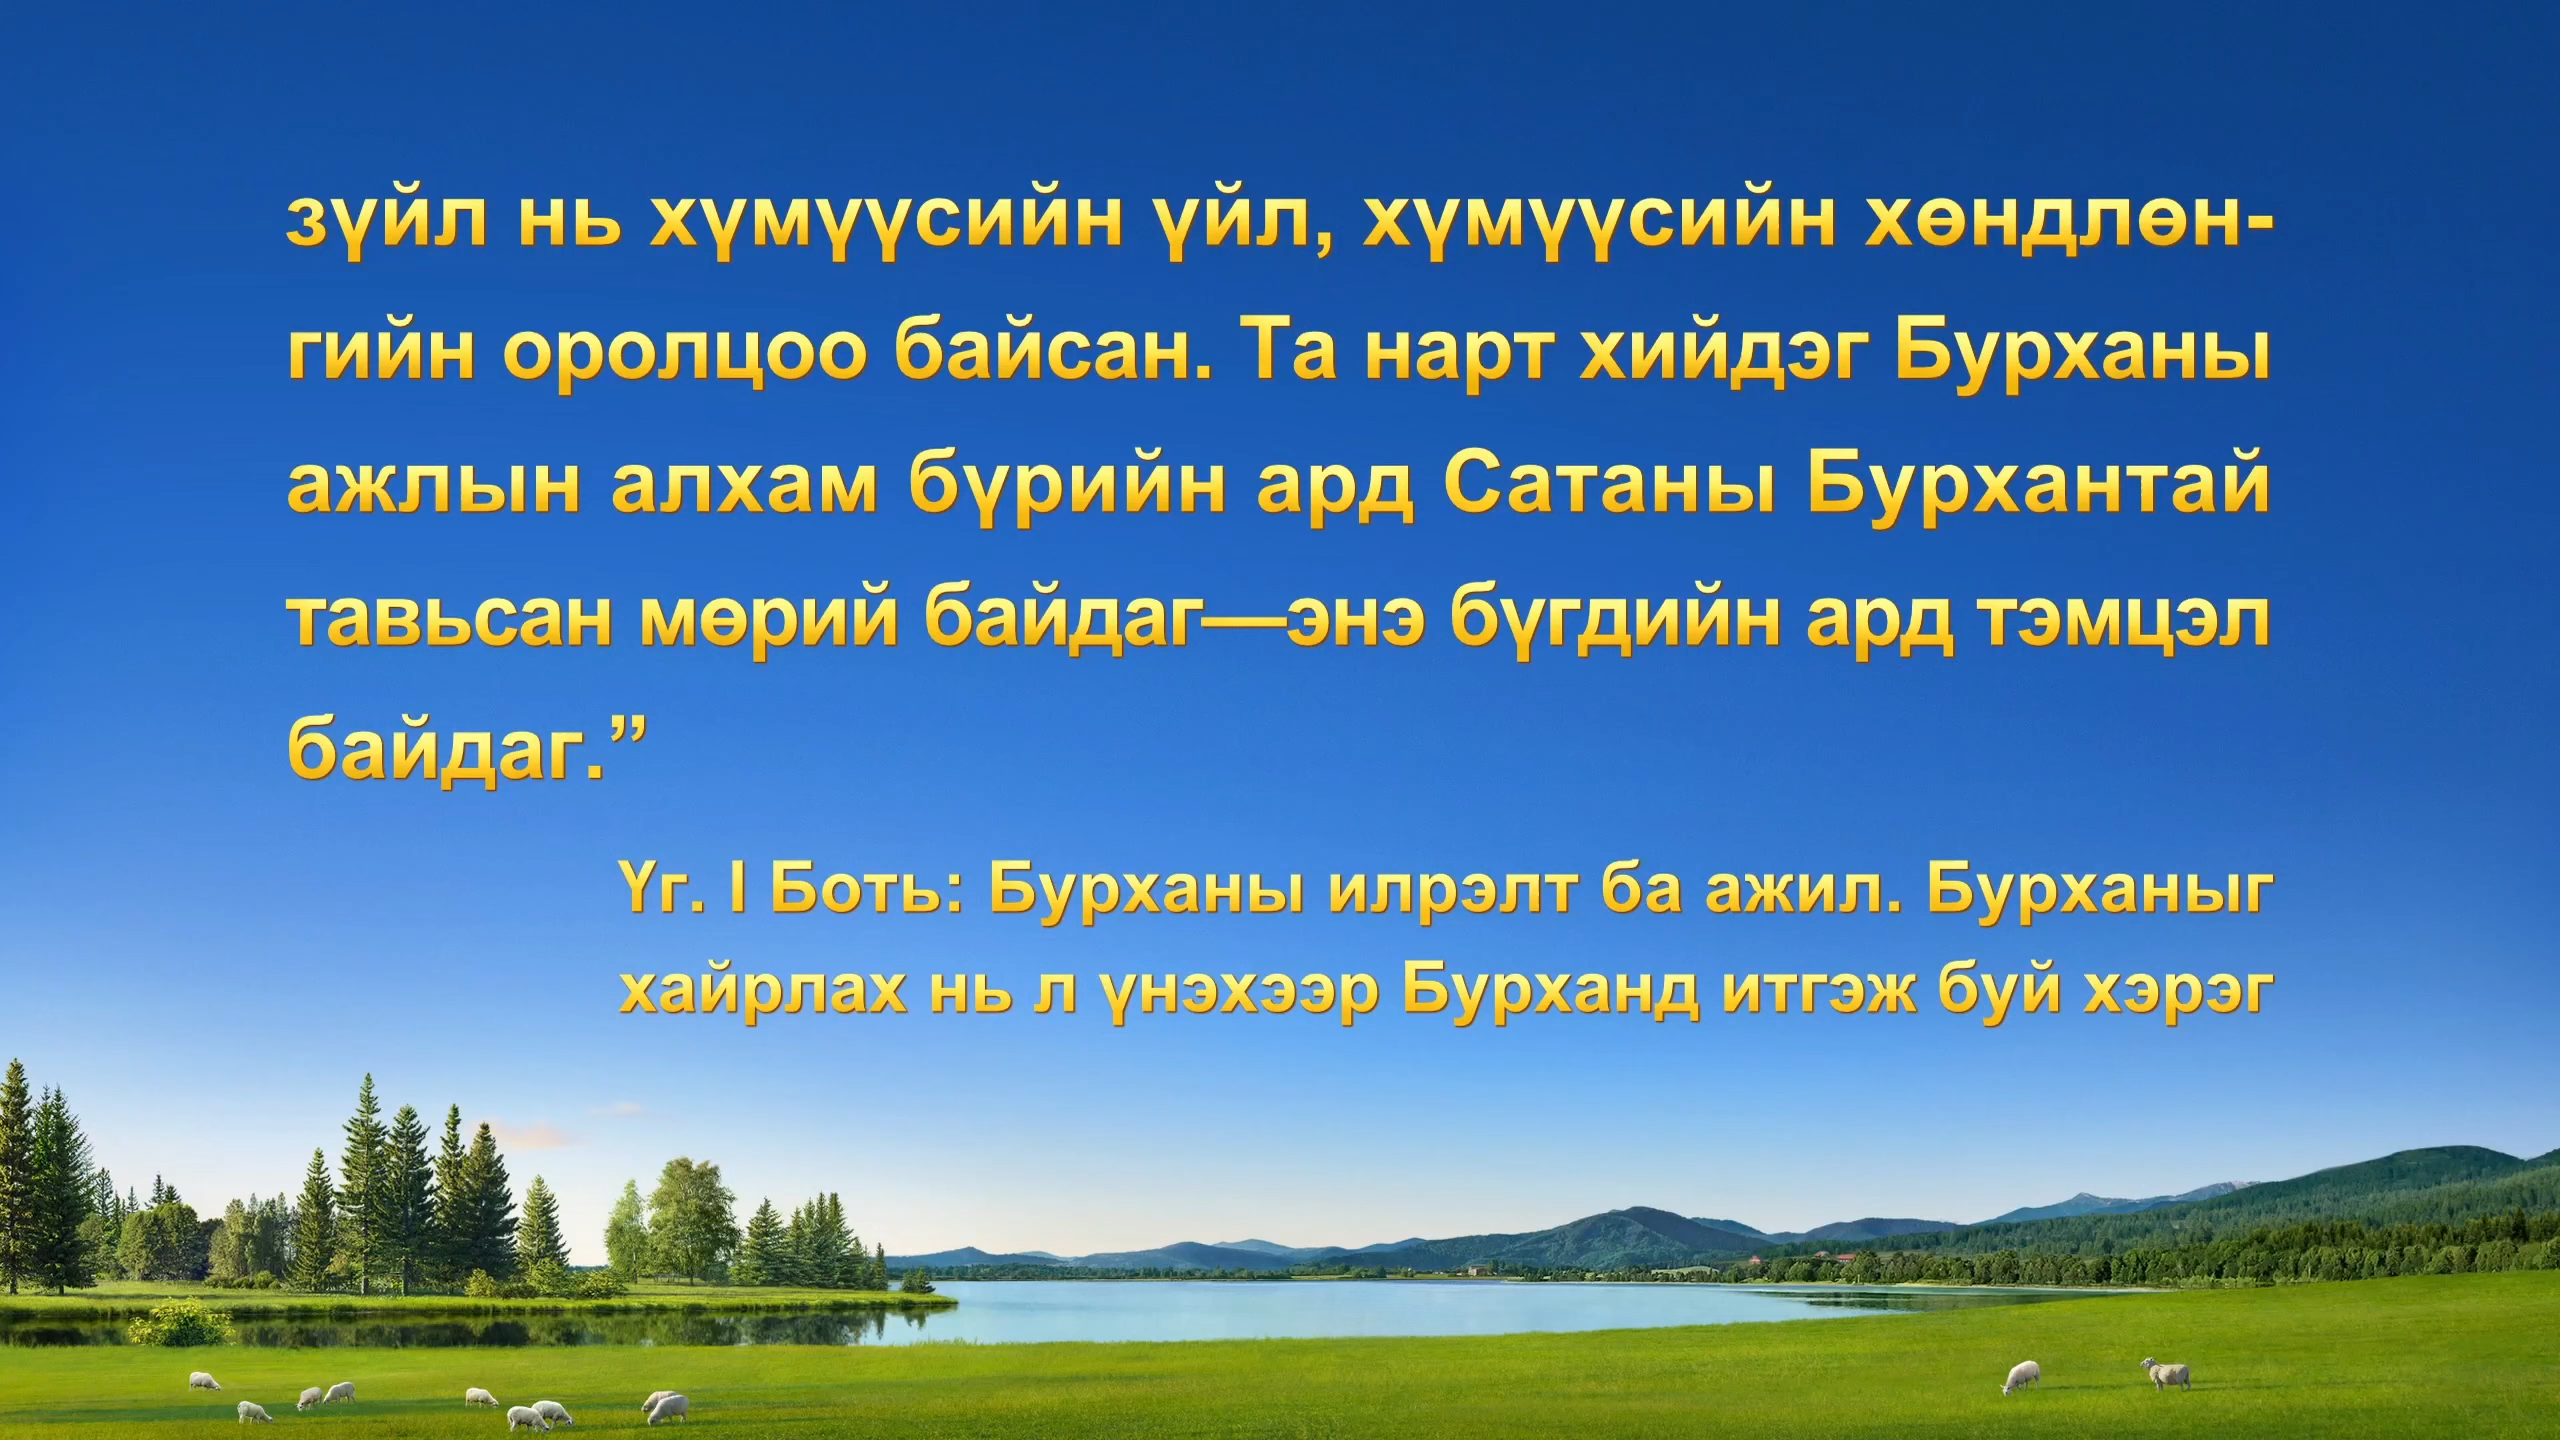 зүйл нь хүмүүсийн үйл, хүмүүсийн хөндлөн-
гийн оролцоо байсан. Та нарт хийдэг Бурханы
ажлын алхам бүрийн ард Сатаны Бурхантай
тавьсан мөрий байдаг—энэ бүгдийн ард тэмцэл
байдаг.”
Үг. I Боть: Бурханы илрэлт ба ажил. Бурханыг
хайрлах нь л үнэхээр Бурханд итгэж буй хэрэг